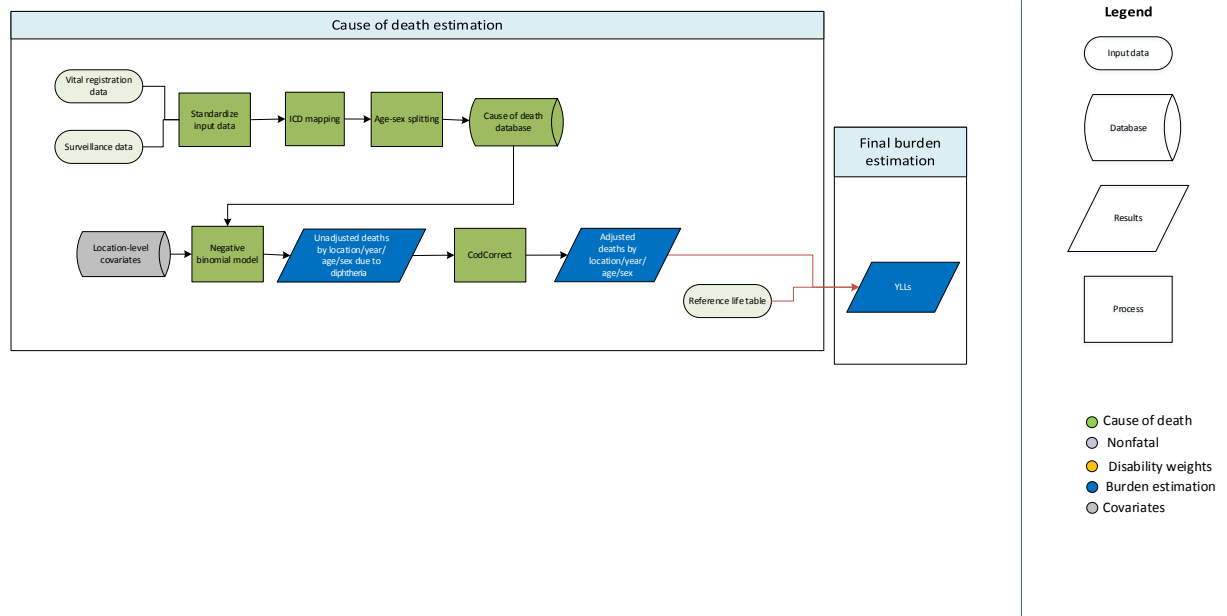 Cause of death estimation
Vital registration
data
Surveillance data
Standardize
input data
ICD mapping
Age-sex splitting
Cause of death
database
Location-level
covariates
Negative
binomial model
Unadjusted deaths
by location/year/
age/sex due to
diphtheria
CodCorrect
Adjusted
deaths by
location/year/
age/sex
Reference life table
Final burden
estimation
YLLs
Legend
Input data
Database
Results
Process
Cause of death
Nonfatal
Disability weights
Burden estimation
Covariates